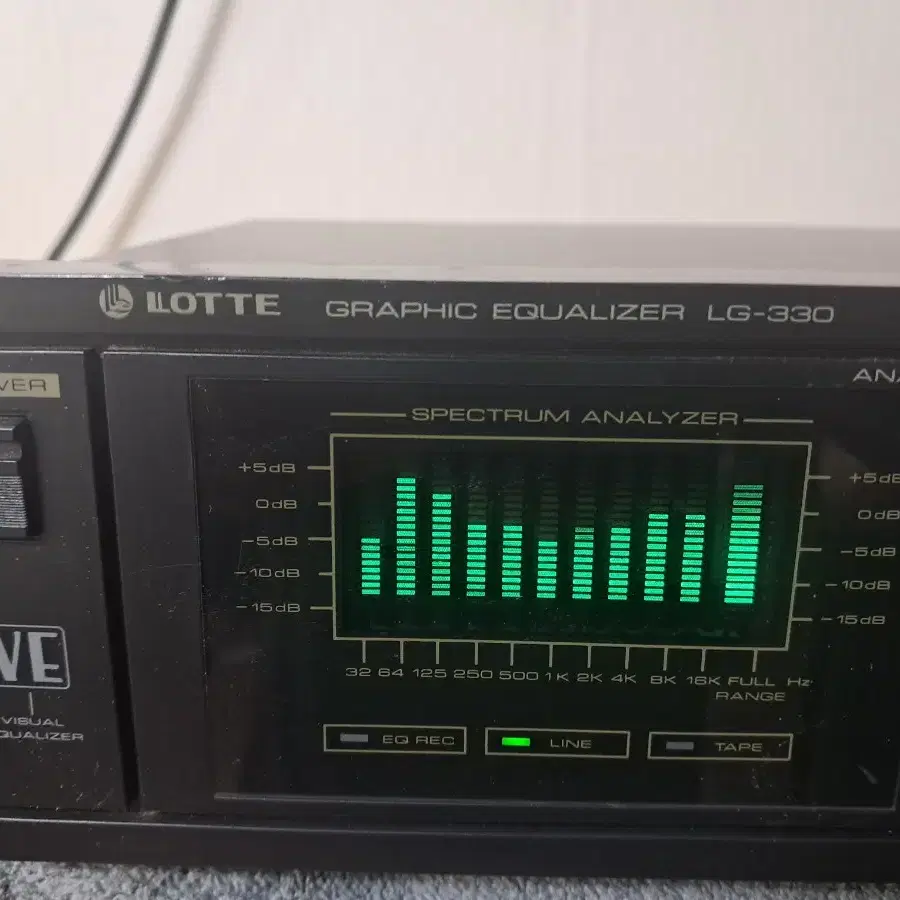 LOTTE GRAPHIC EQUALIZER LG-330
SPECTRUM ANALYZER
+5dB +5dB
0dB 0dB
-5dB -5dB
-10dB -10dB
-15dB -15dB
32 64 125 250 500 1K 2K 4K 8K 16K FULL Hz
RANGE
EQ REC LINE TAPE
VISUAL